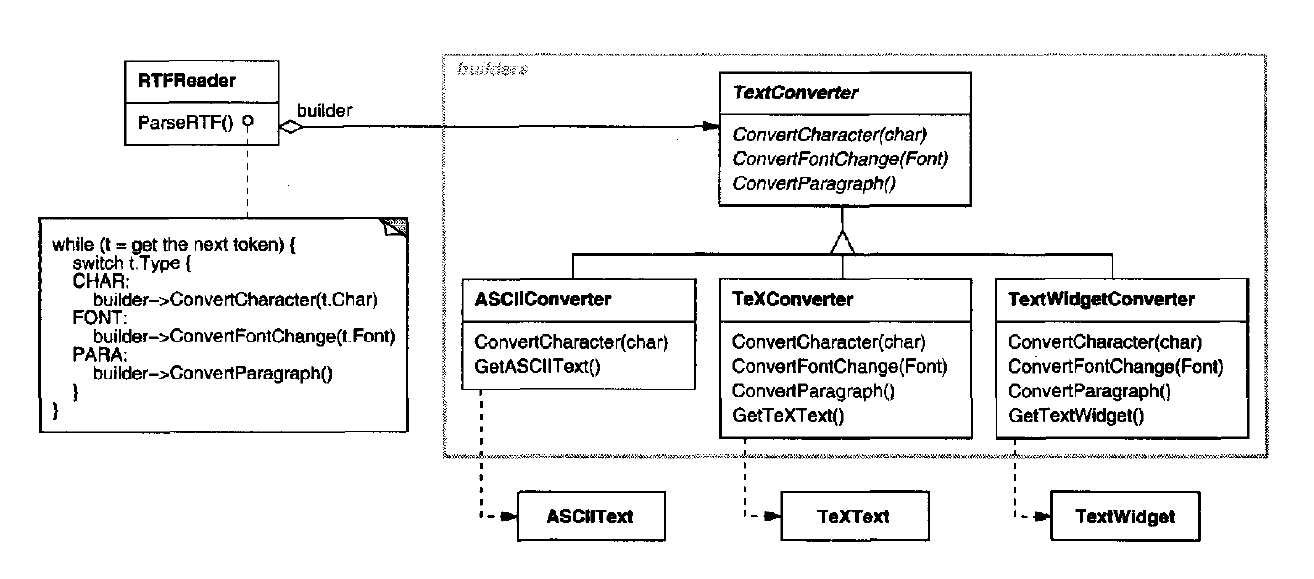 RTFReader
ParseRTF()
builder
builders
TextConverter
ConvertCharacter(char)
ConvertFontChange(Font)
ConvertParagraph()
while (t = get the next token) {
switch t.Type {
CHAR:
builder->ConvertCharacter(t.Char)
FONT:
builder->ConvertFontChange(t.Font)
PARA:
builder->ConvertParagraph()
}
}
ASCIIConverter
ConvertCharacter(char)
GetASCIIText()
TeXConverter
ConvertCharacter(char)
ConvertFontChange(Font)
ConvertParagraph()
GetTeXText()
TextWidgetConverter
ConvertCharacter(char)
ConvertFontChange(Font)
ConvertParagraph()
GetTextWidget()
ASCIIText
TeXText
TextWidget